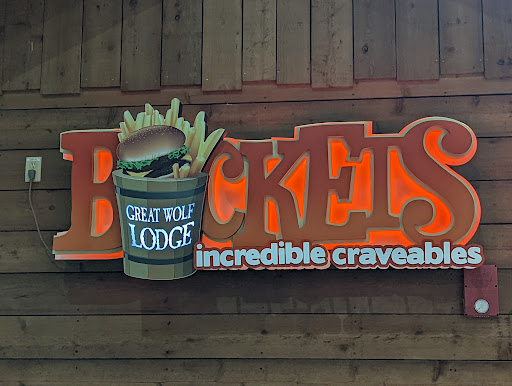 BUCKETS
GREAT WOLF
LODGE
incredible craveables